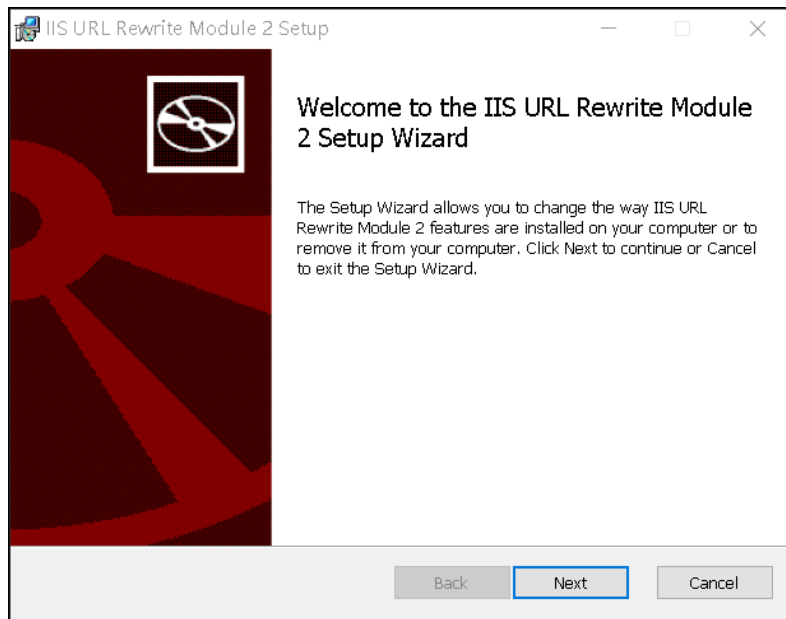 IIS URL Rewrite Module 2 Setup
Welcome to the IIS URL Rewrite Module
2 Setup Wizard
The Setup Wizard allows you to change the way IIS URL
Rewrite Module 2 features are installed on your computer or to
remove it from your computer. Click Next to continue or Cancel
to exit the Setup Wizard.
Back Next Cancel